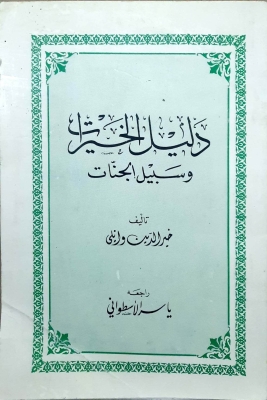 دليل الخيرات
وسبيل الجنات
تأليف
خير الدين وانلي
راجعه
ياسر الأسطواني